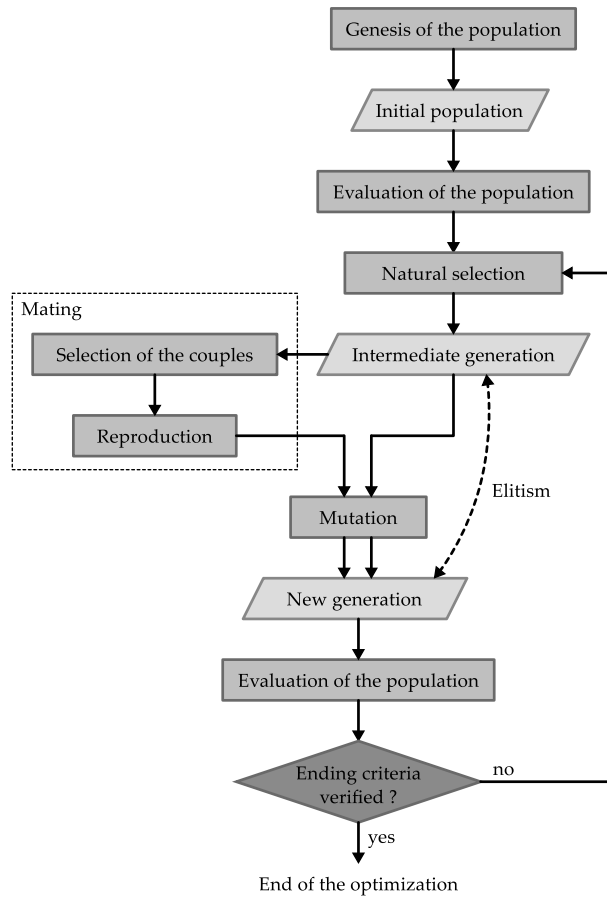 Genesis of the population
Initial population
Evaluation of the population
Natural selection
Mating
Selection of the couples
Intermediate generation
Reproduction
Elitism
Mutation
New generation
Evaluation of the population
Ending criteria
verified ?
no
yes
End of the optimization